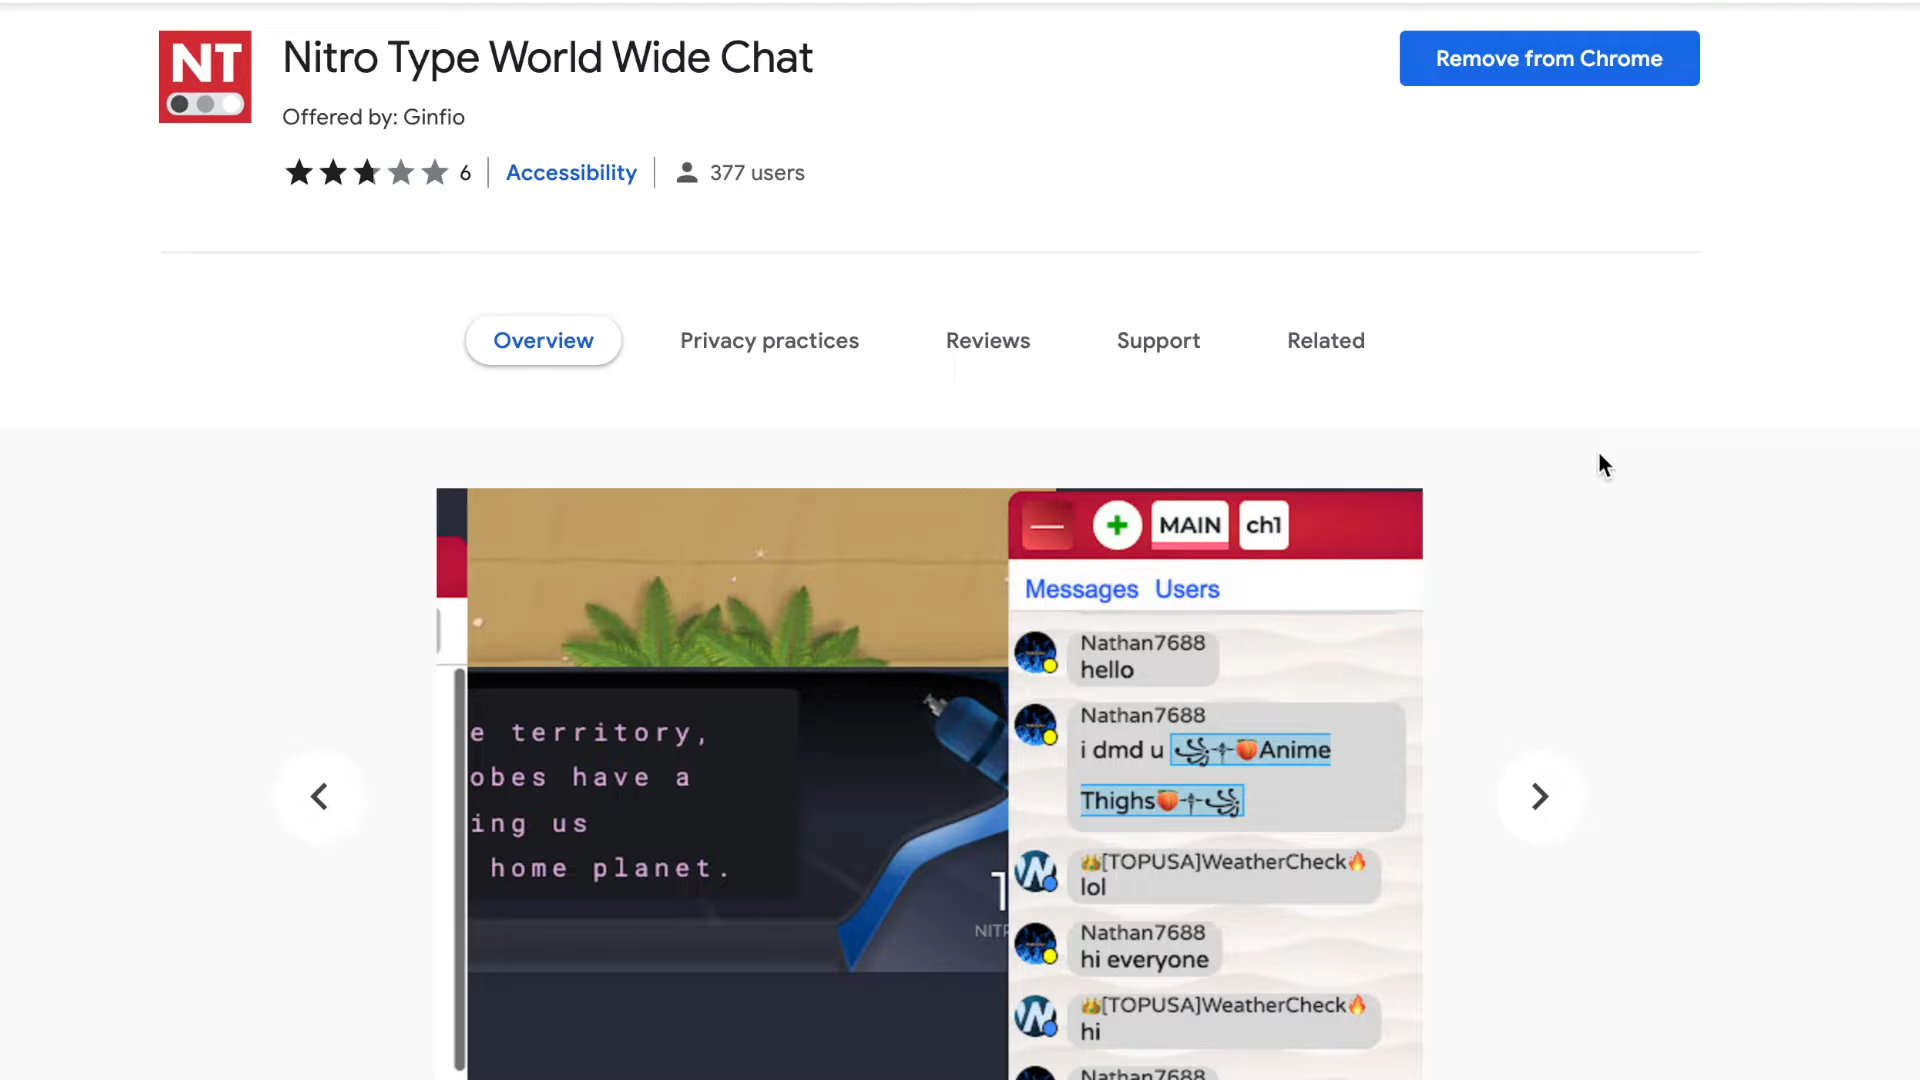 NT
Nitro Type World Wide Chat
Remove from Chrome
Offered by: Ginfio
6
Accessibility
377 users
Overview
Privacy practices
Reviews
Support
Related
MAIN
ch1
Messages Users
Nathan7688
hello
Nathan7688
i dmd u ꧁༒🍑Anime
Thighs🍑༒꧂
👑[TOPUSA]WeatherCheck🔥
lol
Nathan7688
hi everyone
👑[TOPUSA]WeatherCheck🔥
hi
Nathan7688
e territory,
obes have a
ing us
home planet.
1
NIT